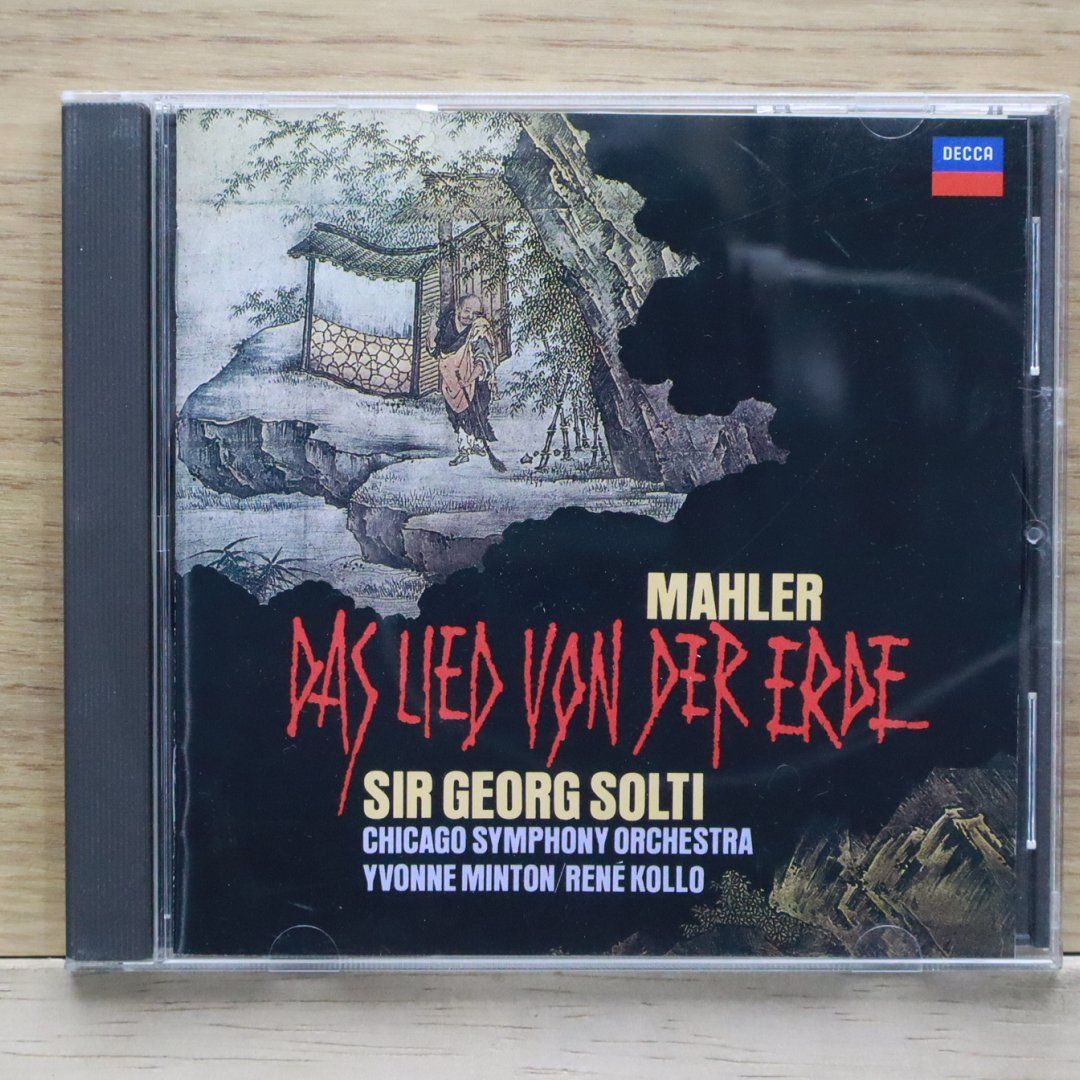 DECCA
MAHLER
DAS LIED VON DER ERDE
SIR GEORG SOLTI
CHICAGO SYMPHONY ORCHESTRA
YVONNE MINTON/RENÉ KOLLO